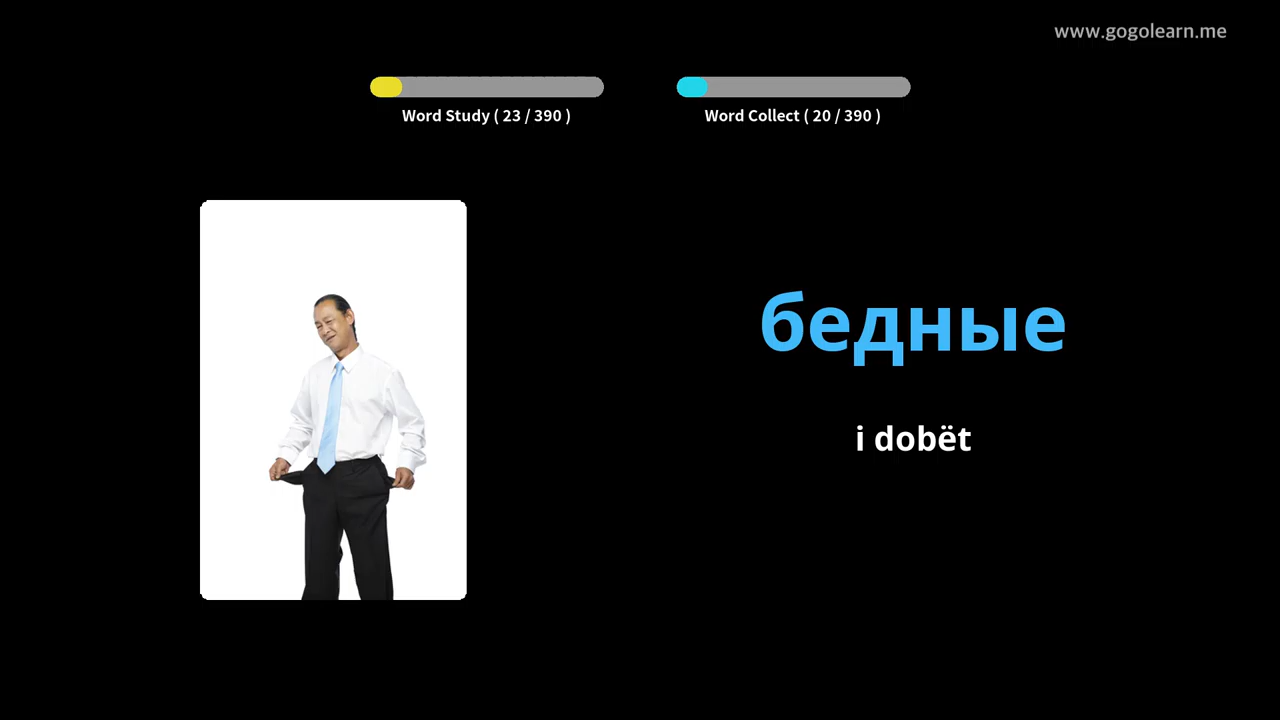 www.gogolearn.me
Word Study ( 23 / 390 )
Word Collect ( 20 / 390 )
бедные
i dobët